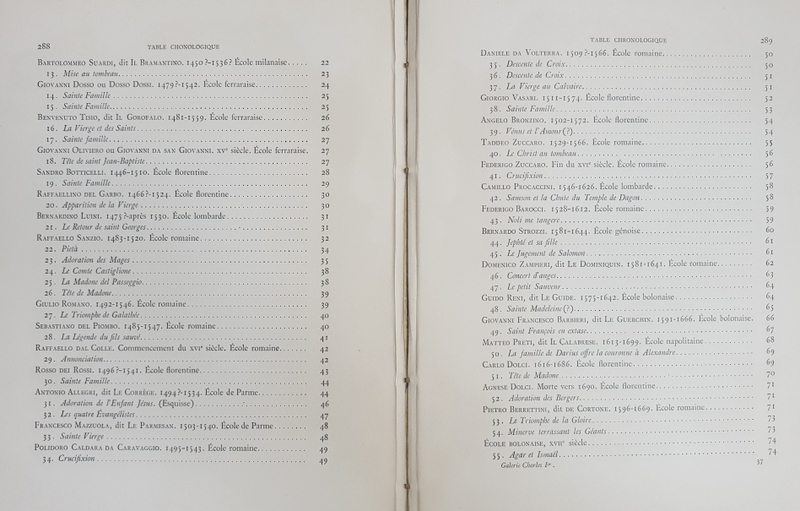 288
TABLE CHONOLOGIQUE
Bartolommeo Suardi, dit Il Bramantino. 1450?-1536? École milanaise..... 22
13. Mise au tombeau..... 23
Giovanni Dosso ou Dosso Dossi. 1479?-1542. École ferraraise..... 24
14. Sainte Famille..... 25
15. Sainte Famille..... 25
Benvenuto Tisio, dit Il Gorofalo. 1481-1559. École ferraraise..... 26
16. La Vierge et des Saints..... 26
17. Sainte famille..... 27
Giovanni Oliviero ou Giovanni da San Giovanni. XVe siècle. École ferraraise. 27
18. Tête de saint Jean-Baptiste..... 27
Sandro Botticelli. 1446-1510. École florentine..... 28
19. Sainte Famille..... 29
Raffaellino del Garbo. 1466?-1524. École florentine..... 30
20. Apparition de la Vierge..... 30
Bernardino Luini. 1475?-après 1530. École lombarde..... 31
21. Le Retour de saint Georges..... 31
Raffaello Sanzio. 1483-1520. École romaine..... 32
22. Pietà..... 34
23. Adoration des Mages..... 35
24. Le Comte Castiglione..... 38
25. La Madone del Passeggio..... 38
26. Tête de Madone..... 39
Giulio Romano. 1492-1546. École romaine..... 39
27. Le Triomphe de Galathée..... 40
Sebastiano del Piombo. 1485-1547. École romaine..... 40
28. La Légende du fils sauvé..... 41
Raffaello dal Colle. Commencement du XVIe siècle. École romaine..... 42
29. Annonciation..... 42
Rosso dei Rossi. 1496?-1541. École florentine..... 43
30. Sainte Famille..... 44
Antonio Allegri, dit Le Corrège. 1494?-1534. École de Parme..... 44
31. Adoration de l'Enfant Jésus. (Esquisse)..... 46
32. Les quatre Évangélistes..... 47
Francesco Mazzuola, dit Le Parmesan. 1503-1540. École de Parme..... 48
33. Sainte Vierge..... 48
Polidoro Caldara da Caravaggio. 1495-1543. École romaine..... 49
34. Crucifixion..... 49
TABLE CHRONOLOGIQUE
289
Daniele da Volterra. 1509?-1566. École romaine..... 50
35. Descente de Croix..... 50
36. Descente de Croix..... 51
37. La Vierge au Calvaire..... 51
Giorgio Vasari. 1511-1574. École florentine..... 52
38. Sainte Famille..... 53
Angelo Bronzino. 1502-1572. École florentine..... 54
39. Vénus et l'Amour(?)..... 54
Taddeo Zuccaro. 1529-1566. École romaine..... 55
40. Le Christ au tombeau..... 56
Federigo Zuccaro. Fin du XVIe siècle. École romaine..... 56
41. Crucifixion..... 57
Camillo Procaccini. 1546-1626. École lombarde..... 58
42. Samson et la Chute du Temple de Dagon..... 58
Federigo Barocci. 1528-1612. École romaine..... 59
43. Noli me tangere..... 59
Bernardo Strozzi. 1581-1644. École génoise..... 60
44. Jephté et sa fille..... 61
45. Le Jugement de Salomon..... 61
Domenico Zampieri, dit Le Dominiquin. 1581-1641. École romaine..... 62
46. Concert d'anges..... 63
47. Le petit Sauveur..... 64
Guido Reni, dit Le Guide. 1575-1642. École bolonaise..... 64
48. Sainte Madeleine(?)..... 65
Giovanni Francesco Barbieri, dit Le Guerchin. 1591-1666. École bolonaise. 66
49. Saint François en extase..... 67
Matteo Preti, dit Il Calabrese. 1613-1699. École napolitaine..... 68
50. La famille de Darius offre la couronne à Alexandre..... 69
Carlo Dolci. 1616-1686. École florentine..... 69
51. Tête de Madone..... 70
Agnese Dolci. Morte vers 1690. École florentine..... 71
52. Adoration des Bergers..... 71
Pietro Berrettini, dit de Cortone. 1596-1669. École romaine..... 71
53. Le Triomphe de la Gloire..... 73
54. Minerve terrassant les Géants..... 73
École bolonaise, XVIIe siècle..... 74
55. Agar et Ismaël..... 74
Galerie Charles Ier.
37